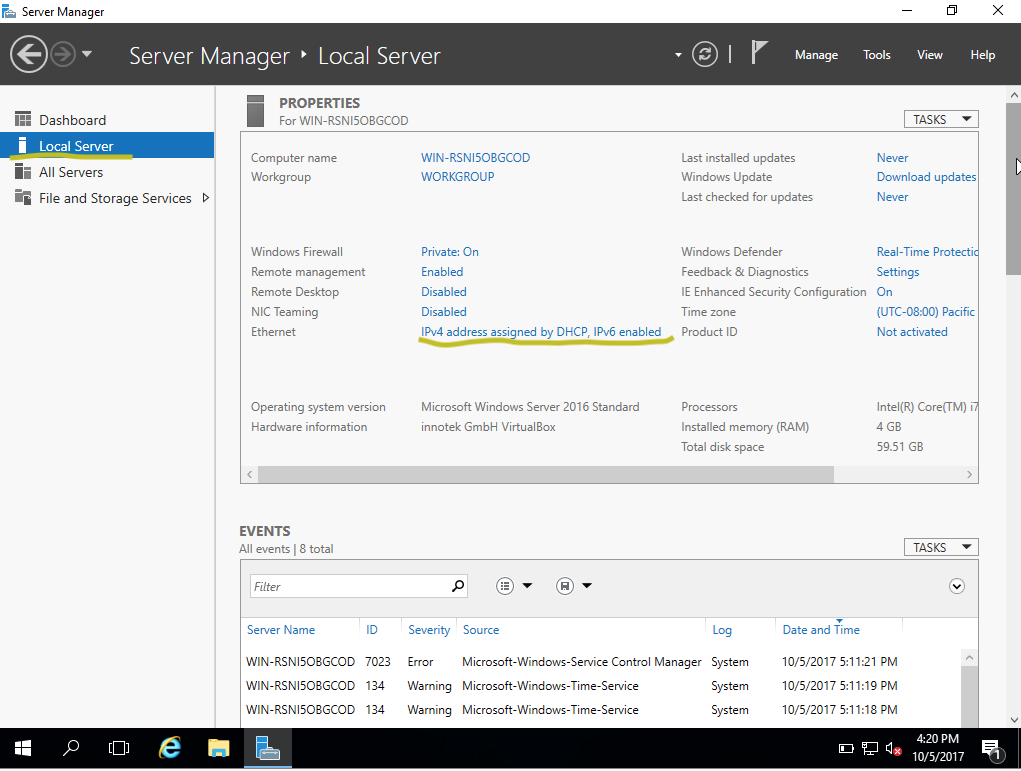 Server Manager
Server Manager ‣ Local Server
Manage Tools View Help
Dashboard
Local Server
All Servers
File and Storage Services
PROPERTIES
For WIN-RSNI5OBGCOD
TASKS
Computer name WIN-RSNI5OBGCOD Last installed updates Never
Workgroup WORKGROUP Windows Update Download updates
Last checked for updates Never
Windows Firewall Private: On Windows Defender Real-Time Protectic
Remote management Enabled Feedback & Diagnostics Settings
Remote Desktop Disabled IE Enhanced Security Configuration On
NIC Teaming Disabled Time zone (UTC-08:00) Pacific
Ethernet IPv4 address assigned by DHCP, IPv6 enabled Product ID Not activated
Operating system version Microsoft Windows Server 2016 Standard Processors Intel(R) Core(TM) i7
Hardware information innotek GmbH VirtualBox Installed memory (RAM) 4 GB
Total disk space 59.51 GB
EVENTS
All events | 8 total
TASKS
Filter
Server Name ID Severity Source Log Date and Time
WIN-RSNI5OBGCOD 7023 Error Microsoft-Windows-Service Control Manager System 10/5/2017 5:11:21 PM
WIN-RSNI5OBGCOD 134 Warning Microsoft-Windows-Time-Service System 10/5/2017 5:11:19 PM
WIN-RSNI5OBGCOD 134 Warning Microsoft-Windows-Time-Service System 10/5/2017 5:11:18 PM
4:20 PM
10/5/2017
1